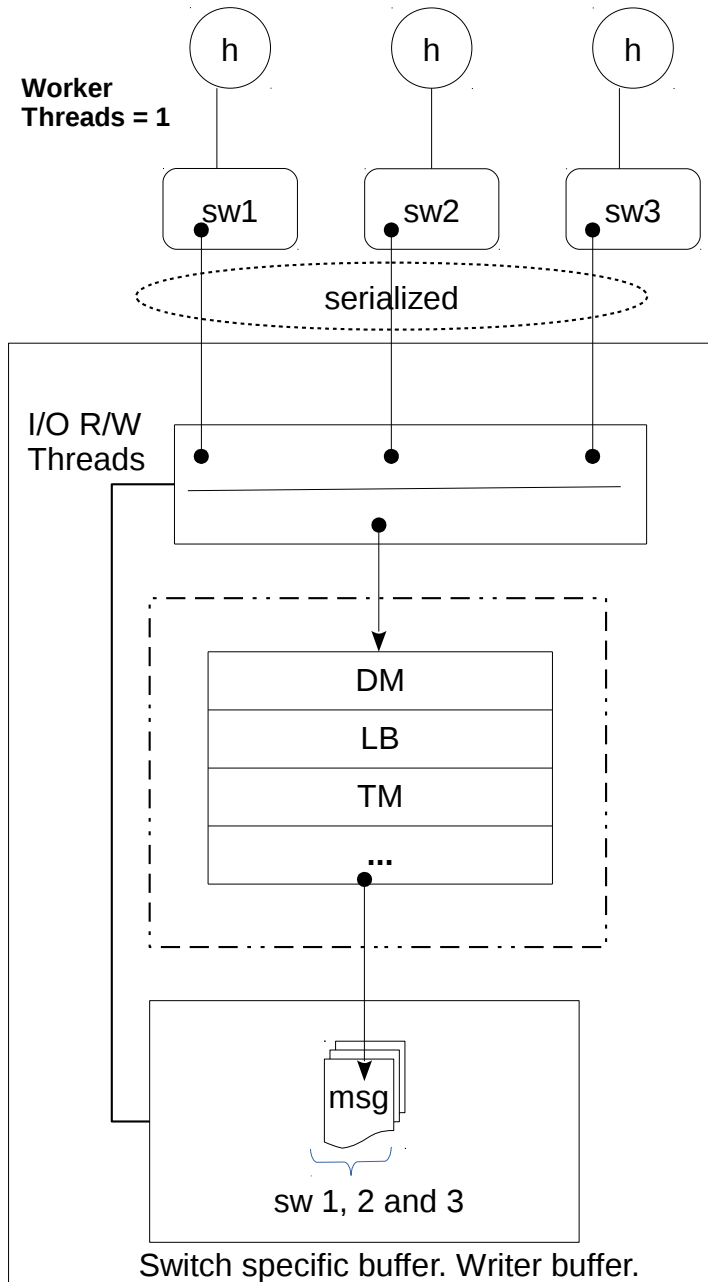 h h h
Worker
Threads = 1
sw1 sw2 sw3
serialized
I/O R/W
Threads
DM
LB
TM
...
msg
sw 1, 2 and 3
Switch specific buffer. Writer buffer.